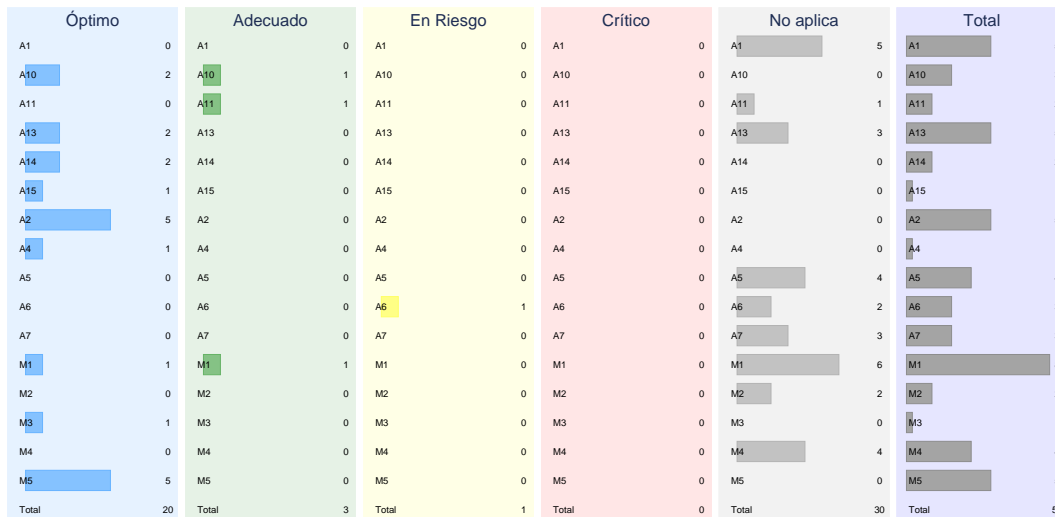 Óptimo Adecuado En Riesgo Crítico No aplica Total
A1 0 A1 0 A1 0 A1 0 A1 5 A1
A10 2 A10 1 A10 0 A10 0 A10 0 A10
A11 0 A11 1 A11 0 A11 0 A11 1 A11
A13 2 A13 0 A13 0 A13 0 A13 3 A13
A14 2 A14 0 A14 0 A14 0 A14 0 A14
A15 1 A15 0 A15 0 A15 0 A15 0 A15
A2 5 A2 0 A2 0 A2 0 A2 0 A2
A4 1 A4 0 A4 0 A4 0 A4 0 A4
A5 0 A5 0 A5 0 A5 0 A5 4 A5
A6 0 A6 0 A6 1 A6 0 A6 2 A6
A7 0 A7 0 A7 0 A7 0 A7 3 A7
M1 1 M1 1 M1 0 M1 0 M1 6 M1
M2 0 M2 0 M2 0 M2 0 M2 2 M2
M3 1 M3 0 M3 0 M3 0 M3 0 M3
M4 0 M4 0 M4 0 M4 0 M4 4 M4
M5 5 M5 0 M5 0 M5 0 M5 0 M5
Total 20 Total 3 Total 1 Total 0 Total 30 Total